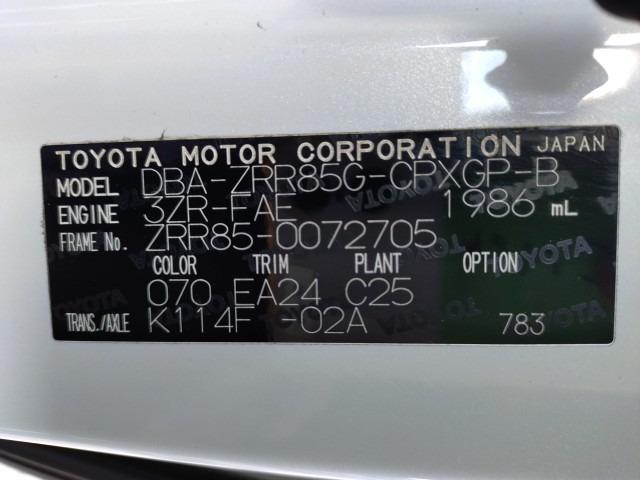 TOYOTA MOTOR CORPORATION JAPAN
MODEL DBA-ZRR85G-CPXGP-B
ENGINE 3ZR-FAE 1986 mL
FRAME No. ZRR85-0072705
COLOR TRIM PLANT OPTION
070 EA24 C25
TRANS./AXLE K114F -02A 783